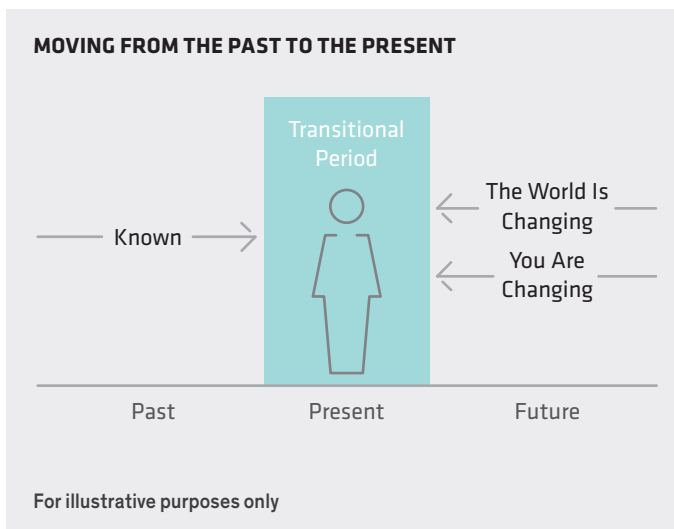 MOVING FROM THE PAST TO THE PRESENT
Transitional
Period
Known
The World Is
Changing
You Are
Changing
Past
Present
Future
For illustrative purposes only